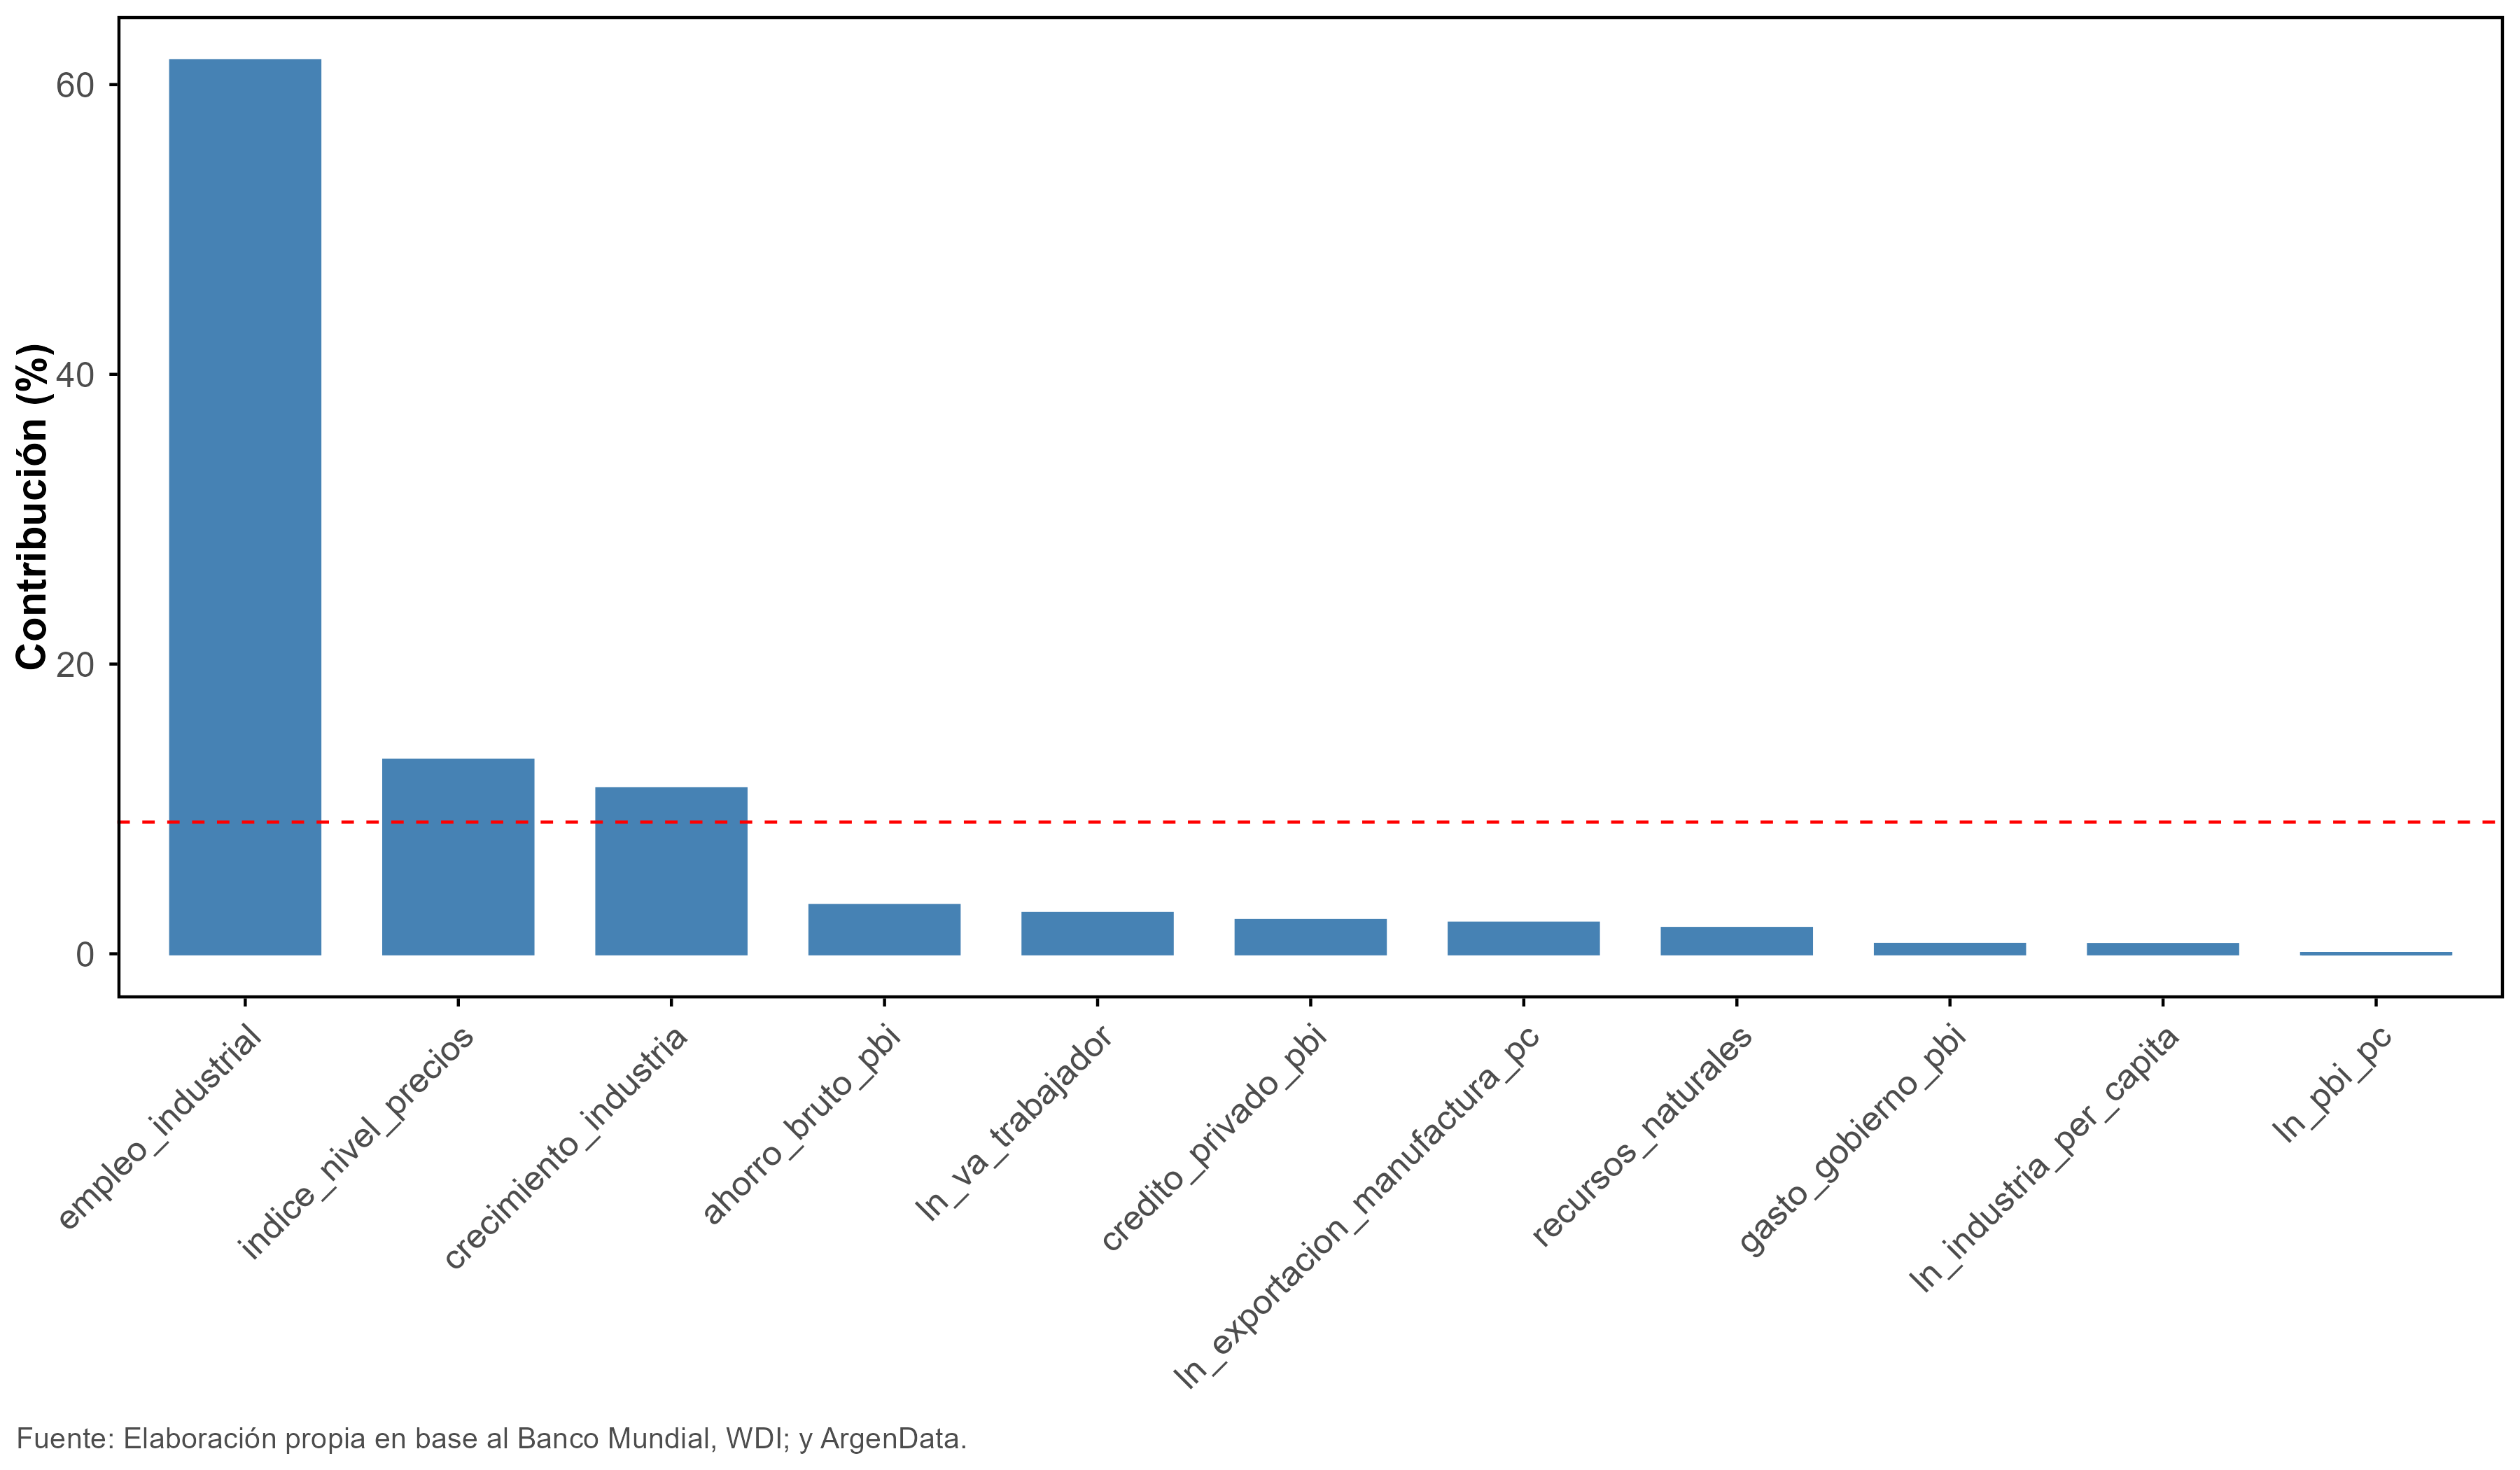 Contribución (%)
60
40
20
0
empleo_industrial
indice_nivel_precios
crecimiento_industria
ahorro_bruto_pbi
ln_va_trabajador
credito_privado_pbi
ln_exportacion_manufactura_pc
recursos_naturales
gasto_gobierno_pbi
ln_industria_per_capita
ln_pbi_pc
Fuente: Elaboración propia en base al Banco Mundial, WDI; y ArgenData.